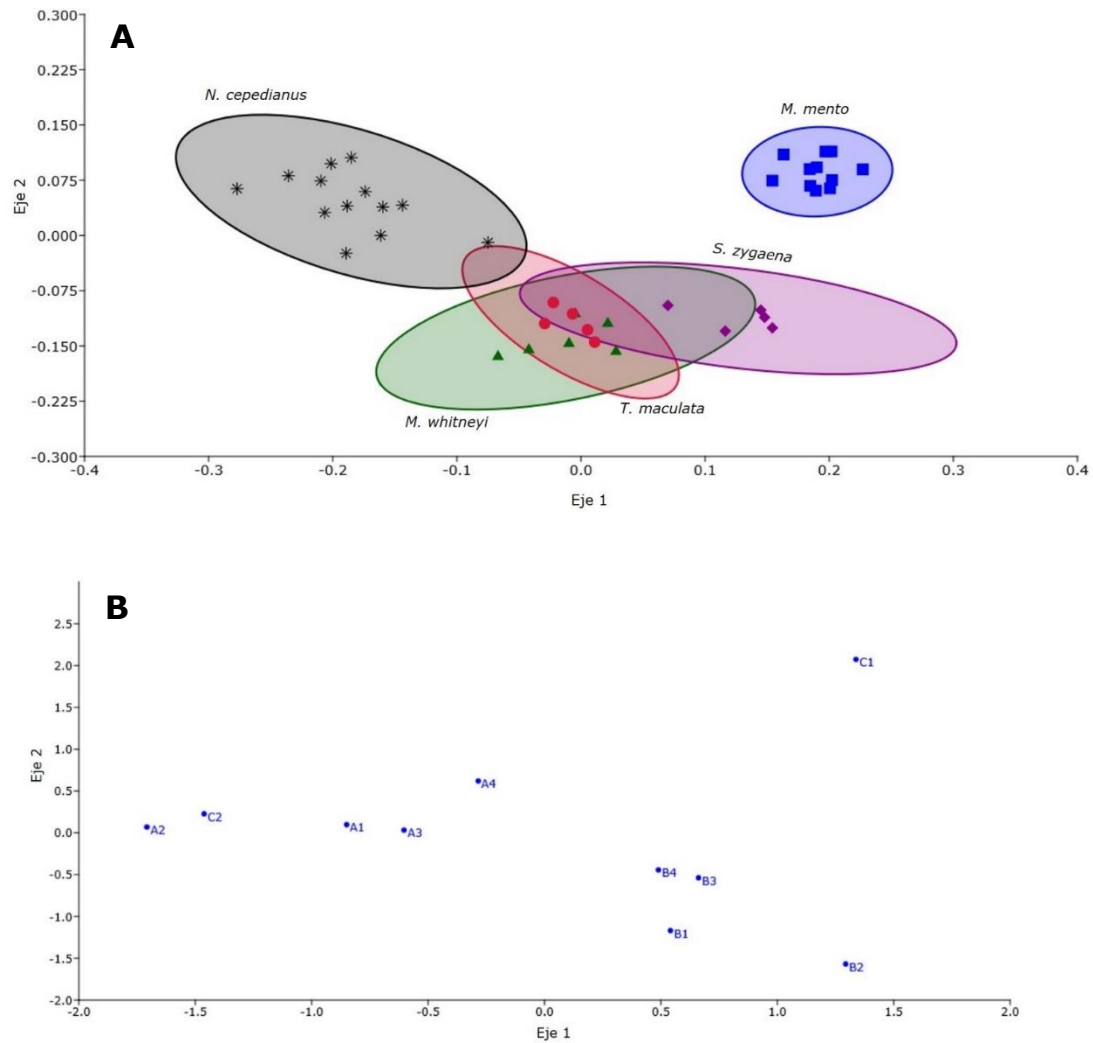 A
0.300
0.225
0.150
0.075
0.000
-0.075
-0.150
-0.225
-0.300
Eje 2
N. cepedianus
M. mento
S. zygaena
T. maculata
M. whitneyi
-0.4 -0.3 -0.2 -0.1 0.0 0.1 0.2 0.3 0.4
Eje 1
B
2.5
2.0
1.5
1.0
0.5
0.0
-0.5
-1.0
-1.5
-2.0
Eje 2
C1
A4
C2
A2
A1
A3
B4
B3
B1
B2
-2.0 -1.5 -1.0 -0.5 0.0 0.5 1.0 1.5 2.0
Eje 1